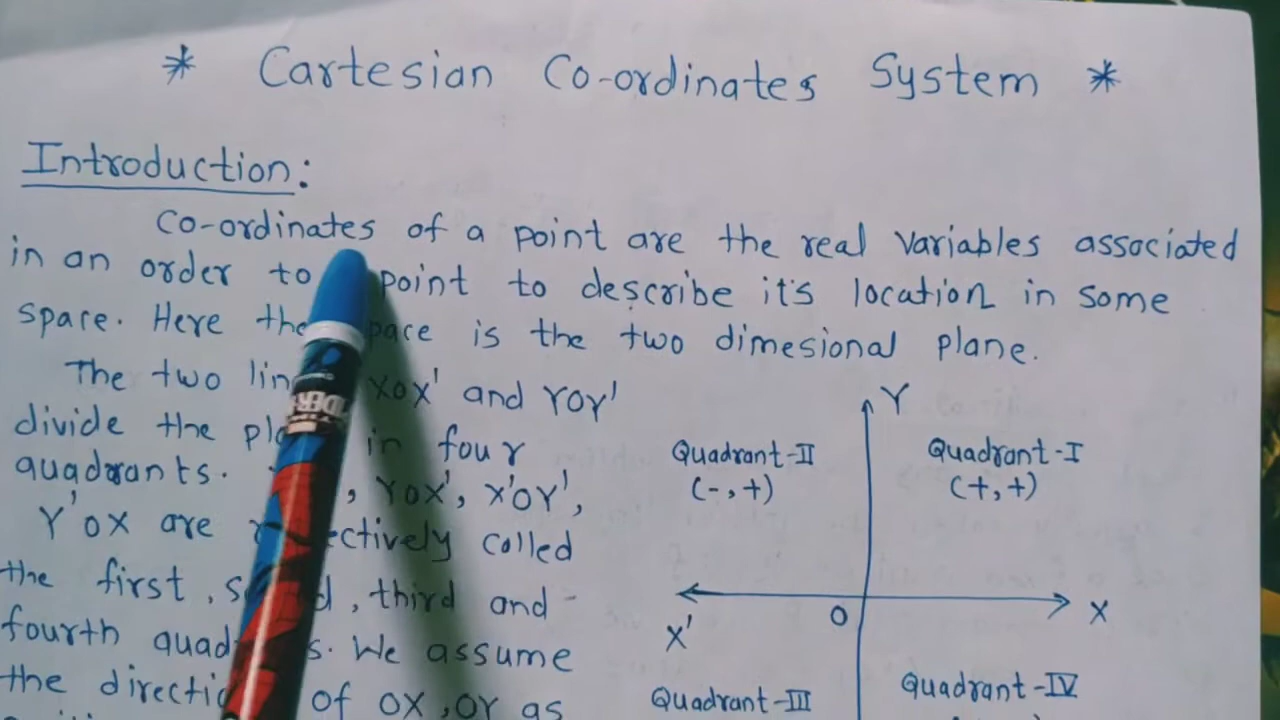 * Cartesian Co-ordinates System *
Introduction:
Co-ordinates of a point are the real variables associated
in an order to point to describe it's location in some
space. Here the space is the two dimesional plane.
The two lin XOX' and YOY'
divide the pl in four
quadrants. , YOX', X'OY',
Y'OX are ectively called
the first, s d, third and
fourth quad s. We assume
the directi of OX, OY as
Y
Quadrant-II
(-,+)
Quadrant-I
(+,+)
X'
O
X
Quadrant-III
Quadrant-IV